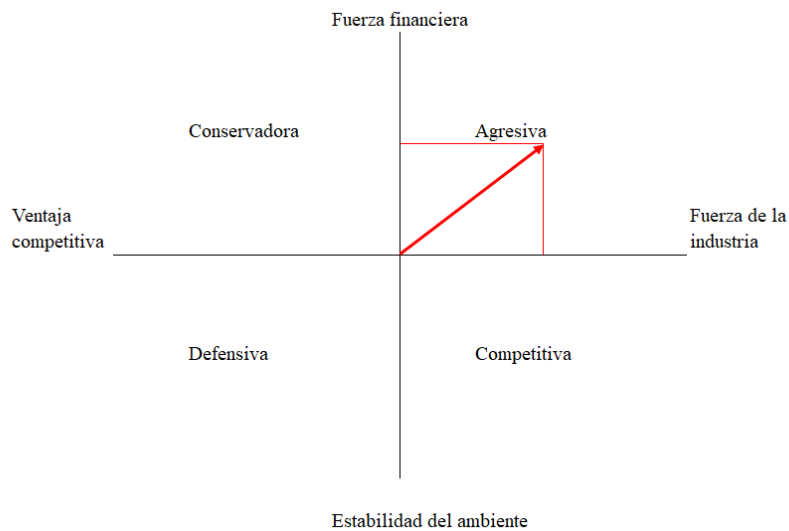 Fuerza financiera
Conservadora
Agresiva
Ventaja
competitiva
Fuerza de la
industria
Defensiva
Competitiva
Estabilidad del ambiente